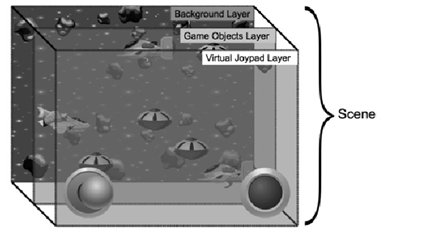 Background Layer
Game Objects Layer
Virtual Joypad Layer
Scene